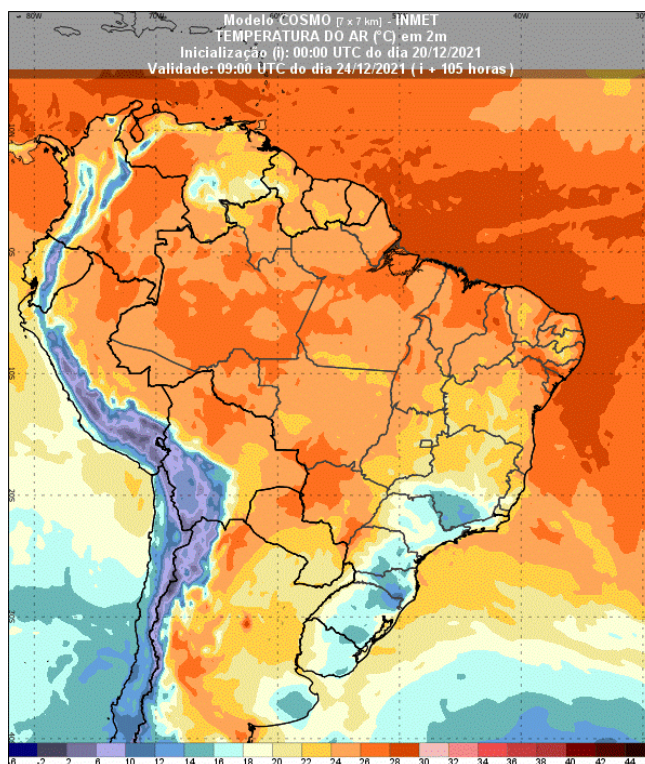 Modelo COSMO [7 x 7 km] - INMET
TEMPERATURA DO AR (°C) em 2m
Inicialização (i): 00:00 UTC do dia 20/12/2021
Validade: 09:00 UTC do dia 24/12/2021 ( i + 105 horas )
80W 70W 40W 30
-6 -2 2 6 10 12 14 16 18 20 22 24 26 28 30 32 34 36 38 40 42 44